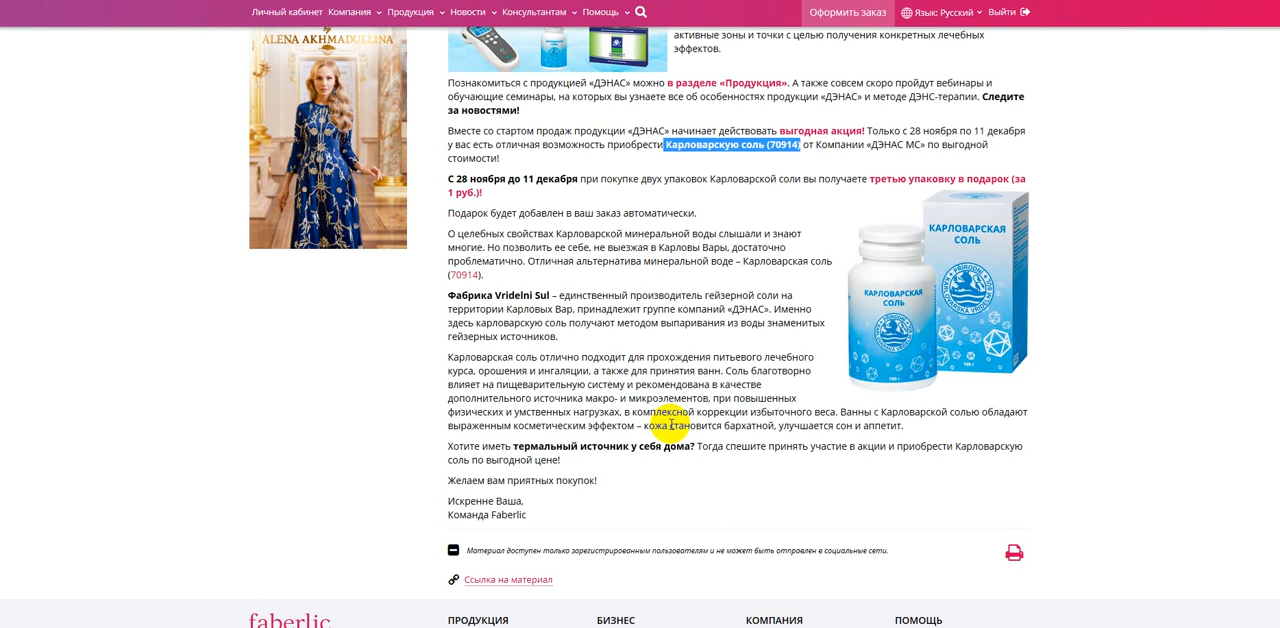 Личный кабинет Компания Продукция Новости Консультантам Помощь
Оформить заказ Язык: Русский Выйти
ALENA AKHMADULLINA
активные зоны и точки с целью получения конкретных лечебных
эффектов.
Познакомиться с продукцией «ДЭНАС» можно в разделе «Продукция». А также совсем скоро пройдут вебинары и
обучающие семинары, на которых вы узнаете все об особенностях продукции «ДЭНАС» и методе ДЭНС-терапии. Следите
за новостями!
Вместе со стартом продаж продукции «ДЭНАС» начинает действовать выгодная акция! Только с 28 ноября по 11 декабря
у вас есть отличная возможность приобрести Карловарскую соль (70914) от Компании «ДЭНАС МС» по выгодной
стоимости!
С 28 ноября до 11 декабря при покупке двух упаковок Карловарской соли вы получаете третью упаковку в подарок (за
1 руб.)!
Подарок будет добавлен в ваш заказ автоматически.
О целебных свойствах Карловарской минеральной воды слышали и знают
многие. Но позволить ее себе, не выезжая в Карловы Вары, достаточно
проблематично. Отличная альтернатива минеральной воде – Карловарская соль
(70914).
Фабрика Vridelni Sul – единственный производитель гейзерной соли на
территории Карловых Вар, принадлежит группе компаний «ДЭНАС». Именно
здесь карловарскую соль получают методом выпаривания из воды знаменитых
гейзерных источников.
КАРЛОВАРСКАЯ
СОЛЬ
КАРЛОВАРСКАЯ
СОЛЬ
100 г
100 г
Карловарская соль отлично подходит для прохождения питьевого лечебного
курса, орошения и ингаляции, а также для принятия ванн. Соль благотворно
влияет на пищеварительную систему и рекомендована в качестве
дополнительного источника макро- и микроэлементов, при повышенных
физических и умственных нагрузках, в комплексной коррекции избыточного веса. Ванны с Карловарской солью обладают
выраженным косметическим эффектом – кожа становится бархатной, улучшается сон и аппетит.
Хотите иметь термальный источник у себя дома? Тогда спешите принять участие в акции и приобрести Карловарскую
соль по выгодной цене!
Желаем вам приятных покупок!
Искренне Ваша,
Команда Faberlic
Материал доступен только зарегистрированным пользователям и не может быть отправлен в социальные сети.
Ссылка на материал
faberlic
ПРОДУКЦИЯ БИЗНЕС КОМПАНИЯ ПОМОЩЬ